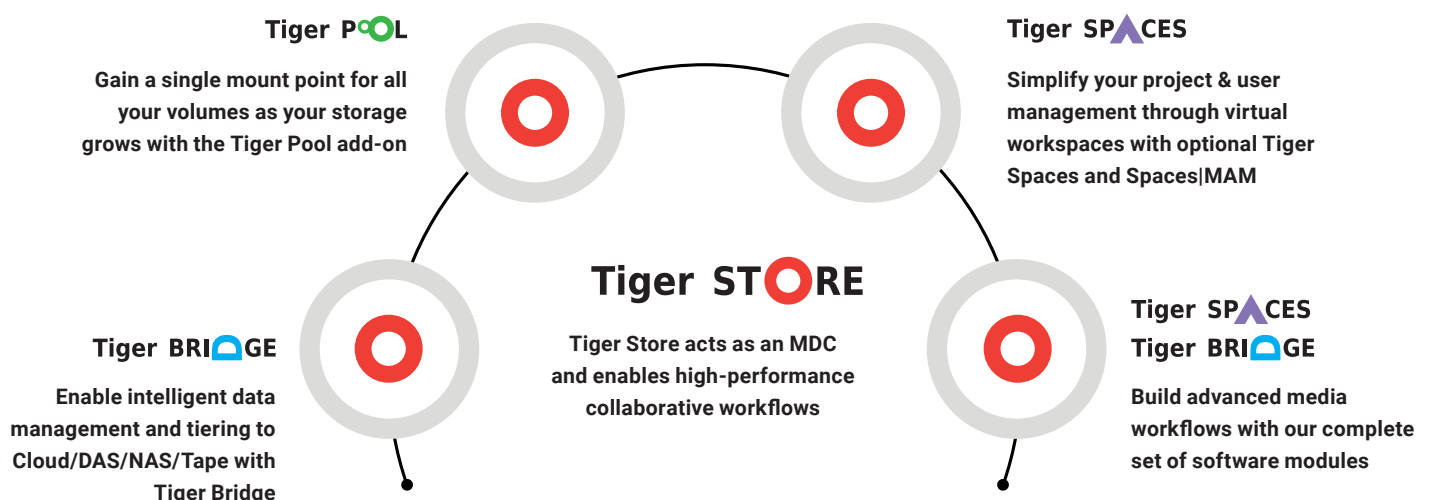 Tiger POOL
Gain a single mount point for all
your volumes as your storage
grows with the Tiger Pool add-on
Tiger SPACES
Simplify your project & user
management through virtual
workspaces with optional Tiger
Spaces and Spaces|MAM
Tiger STORE
Tiger Store acts as an MDC
and enables high-performance
collaborative workflows
Tiger BRIDGE
Enable intelligent data
management and tiering to
Cloud/DAS/NAS/Tape with
Tiger Bridge
Tiger SPACES
Tiger BRIDGE
Build advanced media
workflows with our complete
set of software modules